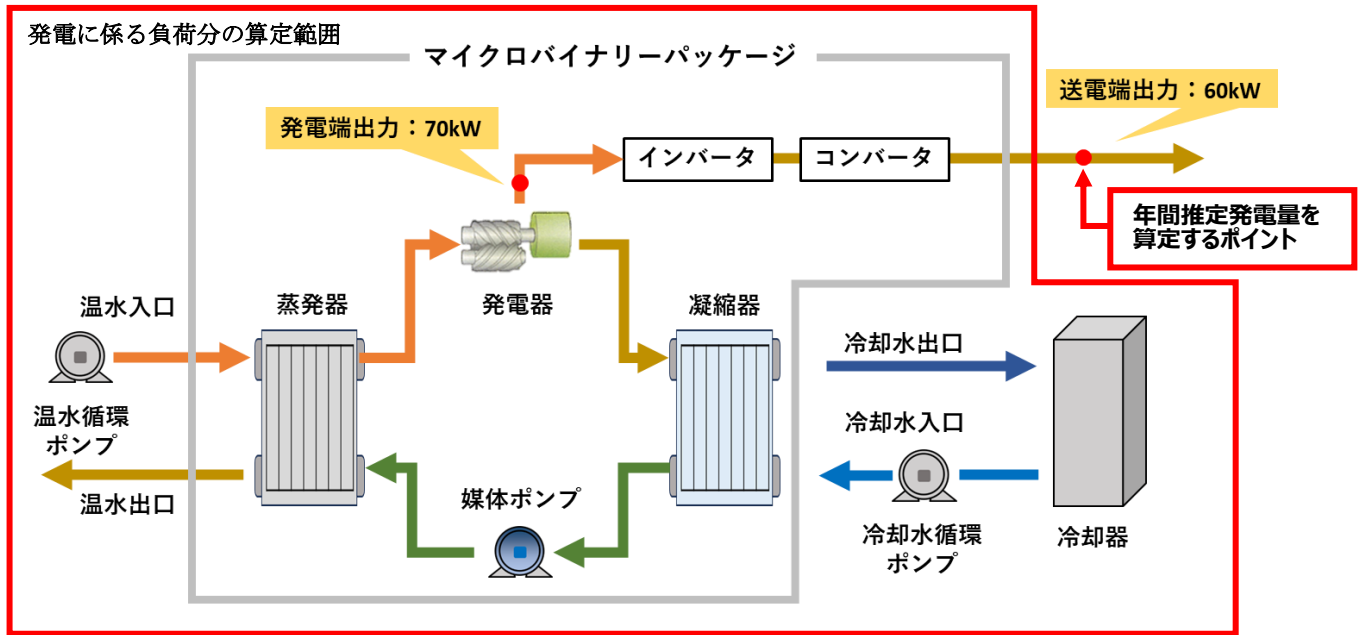 発電に係る負荷分の算定範囲
マイクロバイナリーパッケージ
送電端出力：60kW
発電端出力：70kW
インバータ
コンバータ
年間推定発電量を
算定するポイント
温水入口
蒸発器
発電器
凝縮器
冷却水出口
温水循環
ポンプ
冷却水入口
温水出口
媒体ポンプ
冷却水循環
ポンプ
冷却器